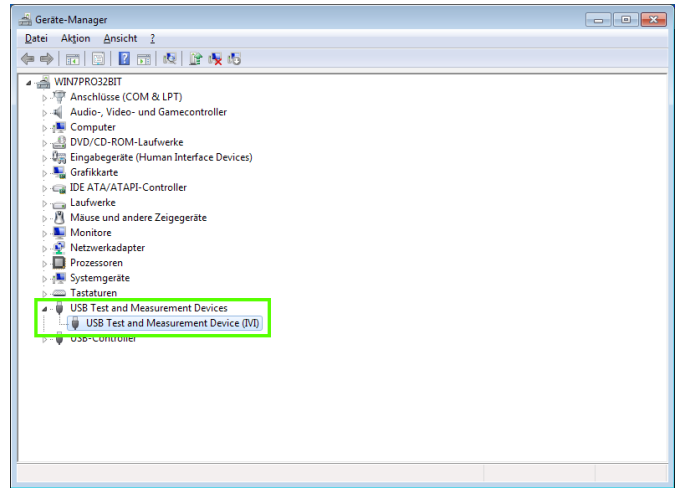 Geräte-Manager
Datei Aktion Ansicht ?
WIN7PRO32BIT
Anschlüsse (COM & LPT)
Audio-, Video- und Gamecontroller
Computer
DVD/CD-ROM-Laufwerke
Eingabegeräte (Human Interface Devices)
Grafikkarte
IDE ATA/ATAPI-Controller
Laufwerke
Mäuse und andere Zeigegeräte
Monitore
Netzwerkadapter
Prozessoren
Systemgeräte
Tastaturen
USB Test and Measurement Devices
USB Test and Measurement Device (IVI)
USB-Controller